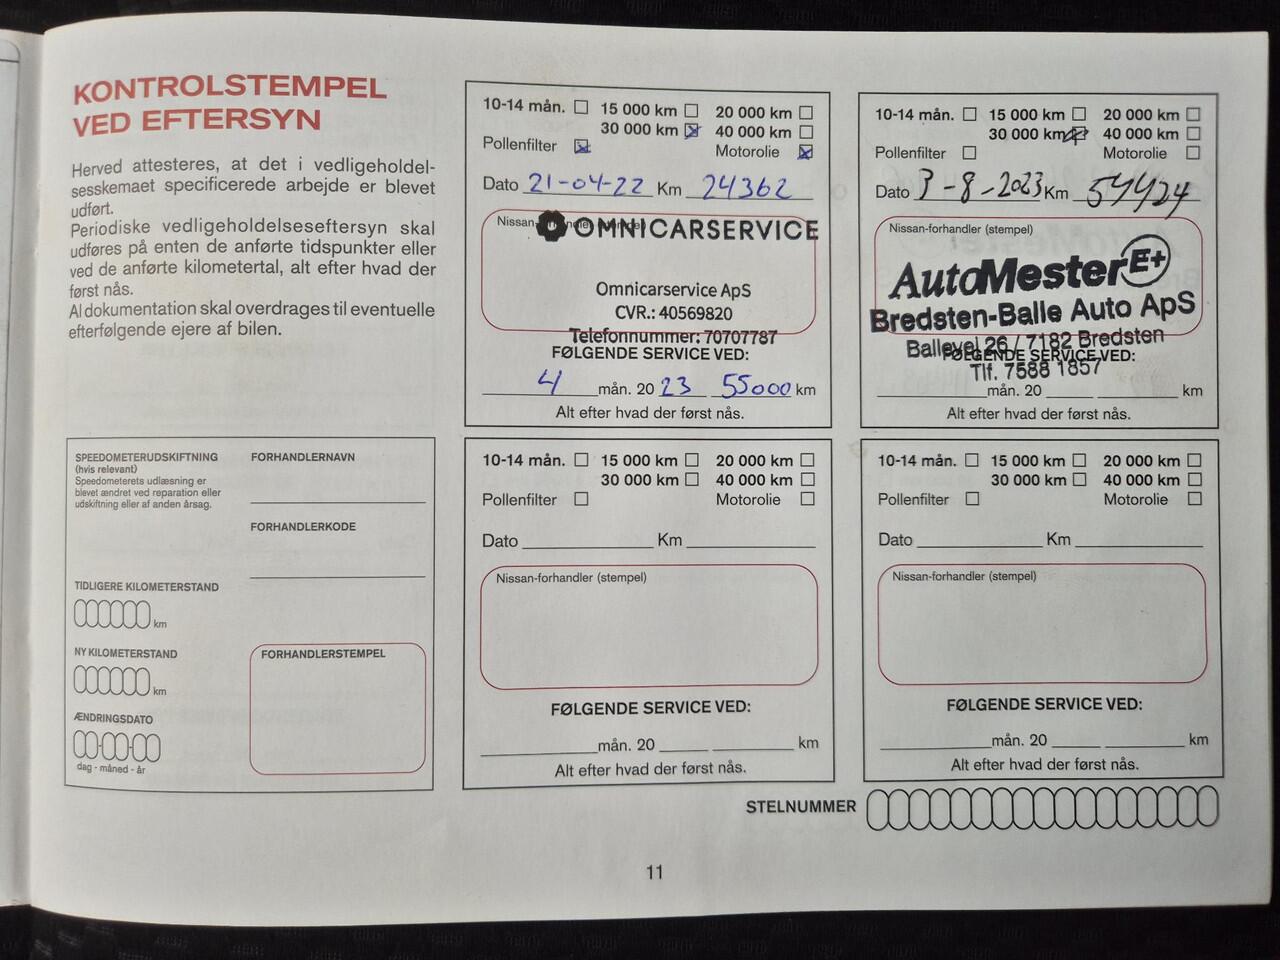 KONTROLSTEMPEL
VED EFTERSYN
Herved attesteres, at det i vedligeholdel-
sesskemaet specificerede arbejde er blevet
udført.
Periodiske vedligeholdelseseftersyn skal
udføres på enten de anførte tidspunkter eller
ved de anførte kilometertal, alt efter hvad der
først nås.
Al dokumentation skal overdrages til eventuelle
efterfølgende ejere af bilen.
SPEEDOMETERUDSKIFTNING
(hvis relevant)
Speedometerets udlæsning er
blevet ændret ved reparation eller
udskiftning eller af anden årsag.
FORHANDLERNAVN
FORHANDLERKODE
TIDLIGERE KILOMETERSTAND
km
NY KILOMETERSTAND
km
ÆNDRINGSDATO
dag - måned - år
FORHANDLERSTEMPEL
10-14 mån. 15 000 km 20 000 km
30 000 km 40 000 km
Pollenfilter Motorolie
Dato 21-04-22 Km 24362
Nissan-forhandler (stempel)
OMNICARSERVICE
Omnicarservice ApS
CVR.: 40569820
Telefonnummer: 70707787
FØLGENDE SERVICE VED:
4 mån. 20 23 55000 km
Alt efter hvad der først nås.
10-14 mån. 15 000 km 20 000 km
30 000 km 40 000 km
Pollenfilter Motorolie
Dato 3-8-2023 Km 54424
Nissan-forhandler (stempel)
AutoMester E+
Bredsten-Balle Auto ApS
Ballevej 26 / 7182 Bredsten
FØLGENDE SERVICE VED:
Tlf. 7588 1857
mån. 20 km
Alt efter hvad der først nås.
10-14 mån. 15 000 km 20 000 km
30 000 km 40 000 km
Pollenfilter Motorolie
Dato Km
Nissan-forhandler (stempel)
FØLGENDE SERVICE VED:
mån. 20 km
Alt efter hvad der først nås.
10-14 mån. 15 000 km 20 000 km
30 000 km 40 000 km
Pollenfilter Motorolie
Dato Km
Nissan-forhandler (stempel)
FØLGENDE SERVICE VED:
mån. 20 km
Alt efter hvad der først nås.
STELNUMMER
11